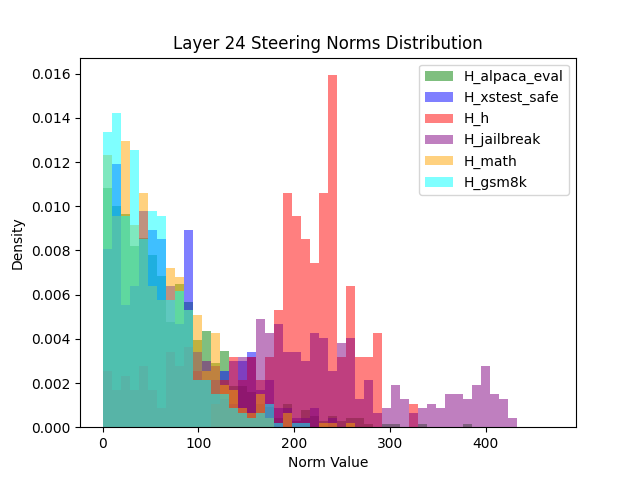 Layer 24 Steering Norms Distribution
0.016
0.014
0.012
0.010
0.008
0.006
0.004
0.002
0.000
Density
H_alpaca_eval
H_xstest_safe
H_h
H_jailbreak
H_math
H_gsm8k
0 100 200 300 400
Norm Value